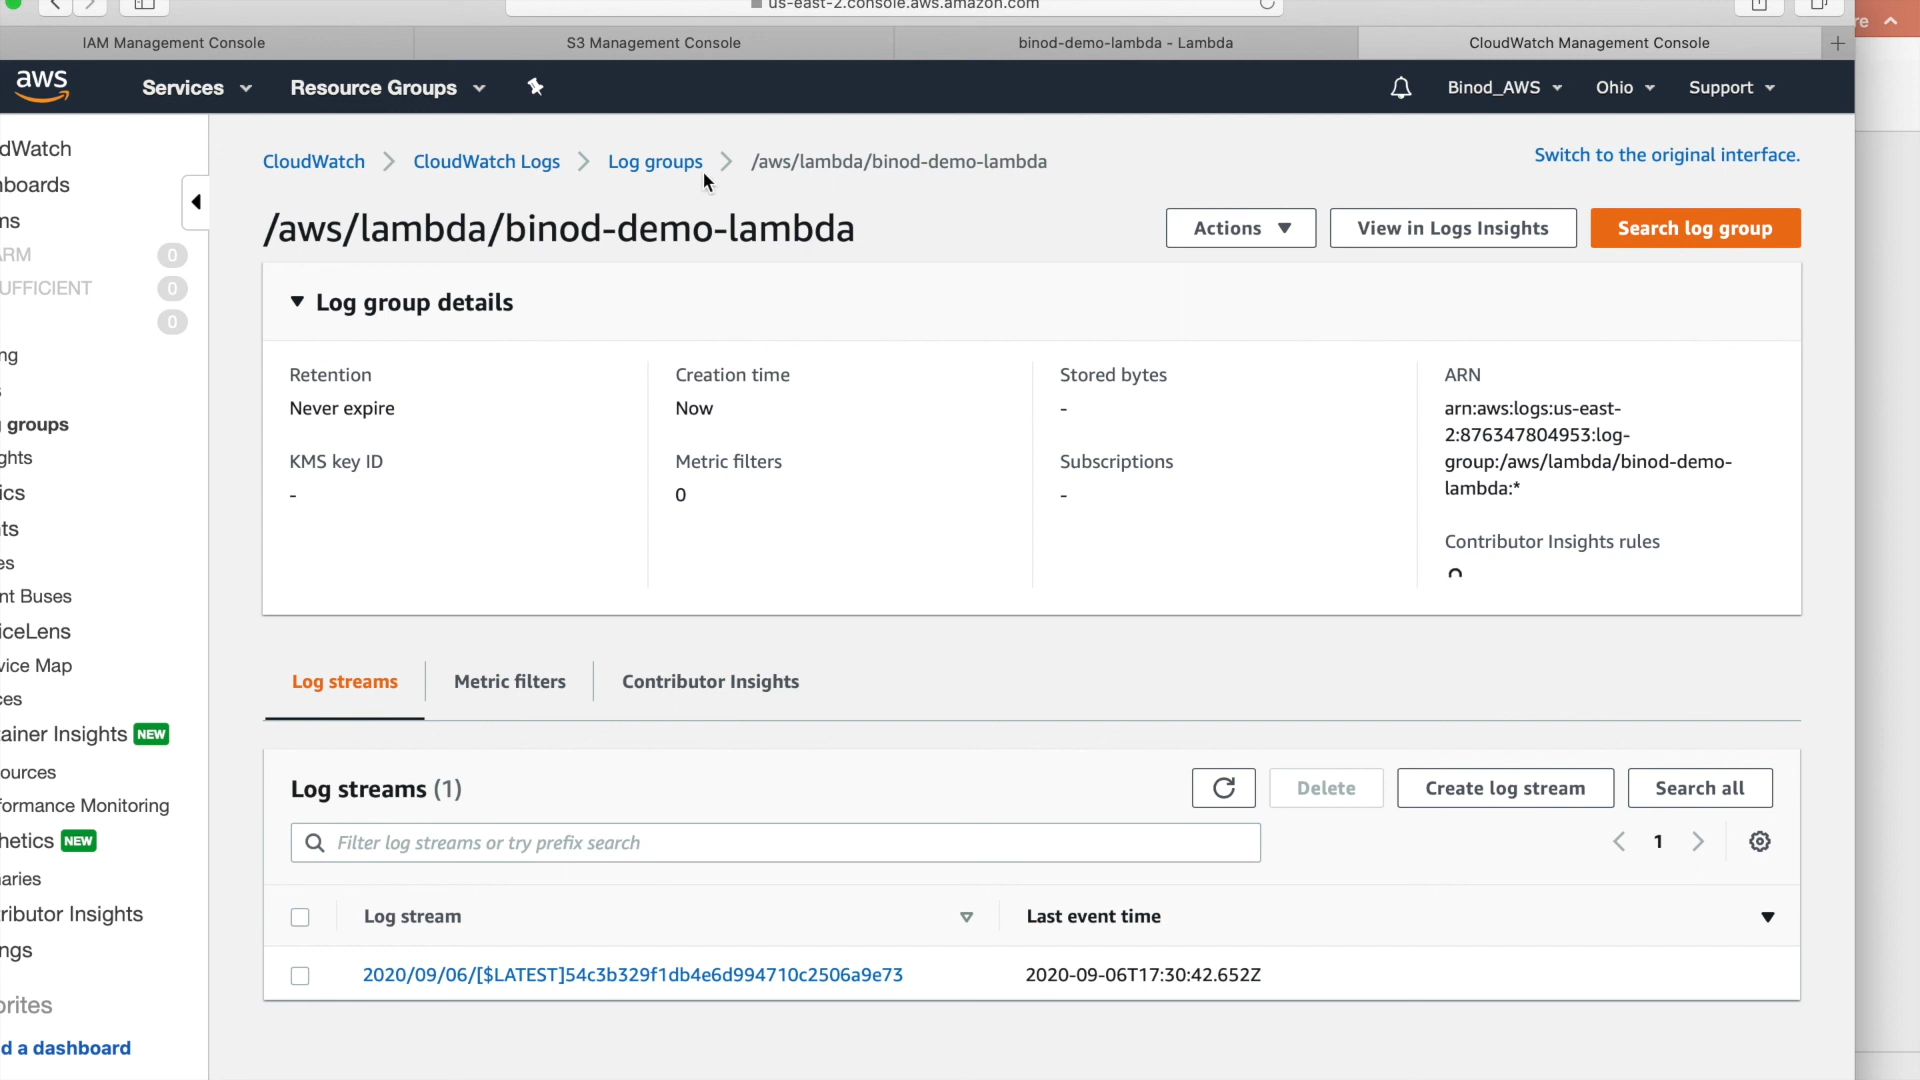 us-east-2.console.aws.amazon.com
re
IAM Management Console
S3 Management Console
binod-demo-lambda - Lambda
CloudWatch Management Console
aws
Services
Resource Groups
Binod_AWS
Ohio
Support
dWatch
boards
ms
ARM
0
UFFICIENT
0
0
ng
groups
ghts
ics
ts
es
nt Buses
iceLens
vice Map
ces
ainer Insights NEW
ources
formance Monitoring
hetics NEW
aries
ributor Insights
ngs
orites
d a dashboard
CloudWatch
CloudWatch Logs
Log groups
/aws/lambda/binod-demo-lambda
Switch to the original interface.
/aws/lambda/binod-demo-lambda
Actions
View in Logs Insights
Search log group
Log group details
Retention
Never expire
KMS key ID
-
Creation time
Now
Metric filters
0
Stored bytes
-
Subscriptions
-
ARN
arn:aws:logs:us-east-
2:876347804953:log-
group:/aws/lambda/binod-demo-
lambda:*
Contributor Insights rules
Log streams
Metric filters
Contributor Insights
Log streams (1)
Delete
Create log stream
Search all
Filter log streams or try prefix search
1
Log stream
Last event time
2020/09/06/[$LATEST]54c3b329f1db4e6d994710c2506a9e73
2020-09-06T17:30:42.652Z